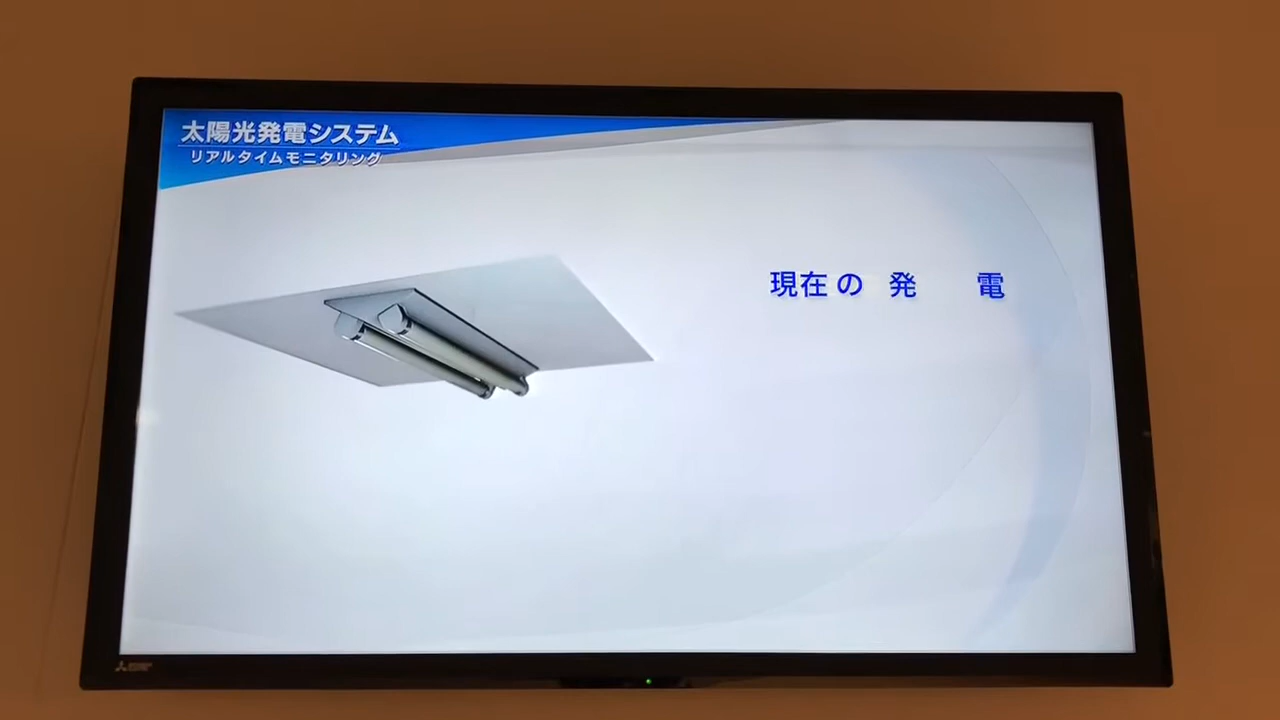 太陽光発電システム
リアルタイムモニタリング
現在の 発 電